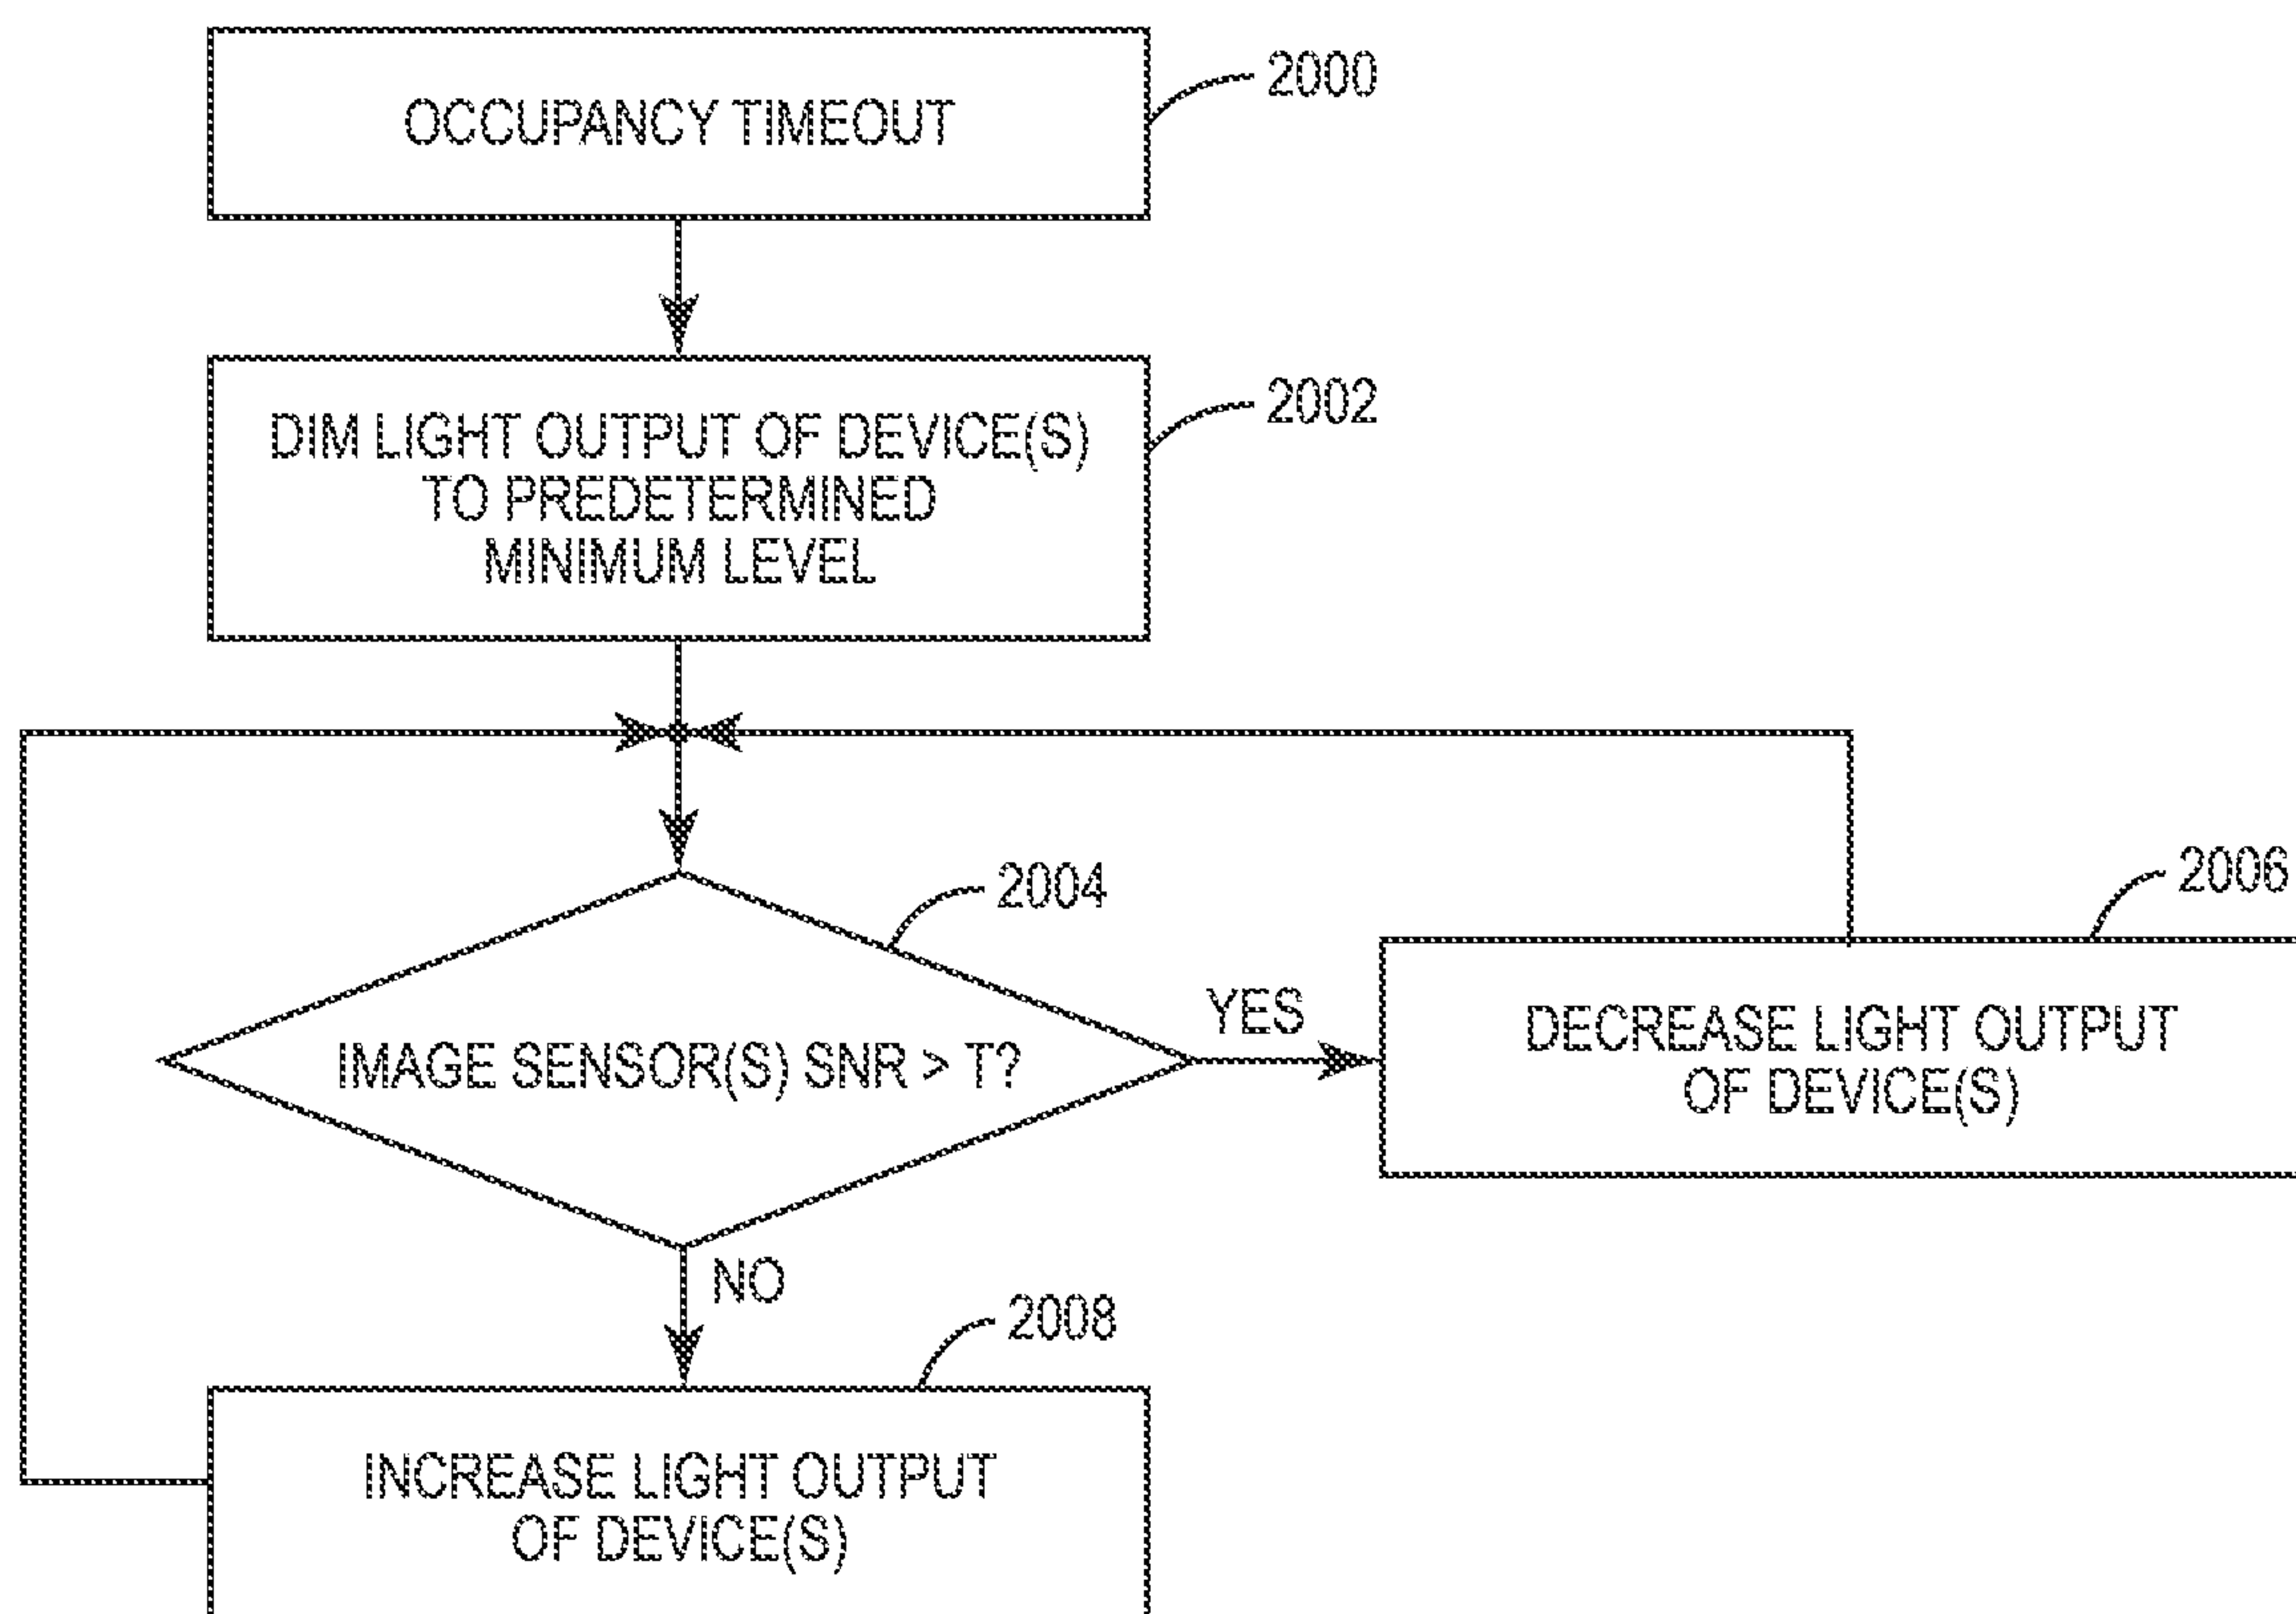 OCCUPANCY TIMEOUT
2000
DIM LIGHT OUTPUT OF DEVICE(S)
TO PREDETERMINED
MINIMUM LEVEL
2002
IMAGE SENSOR(S) SNR > T?
2004
YES
DECREASE LIGHT OUTPUT
OF DEVICE(S)
2006
NO
INCREASE LIGHT OUTPUT
OF DEVICE(S)
2008